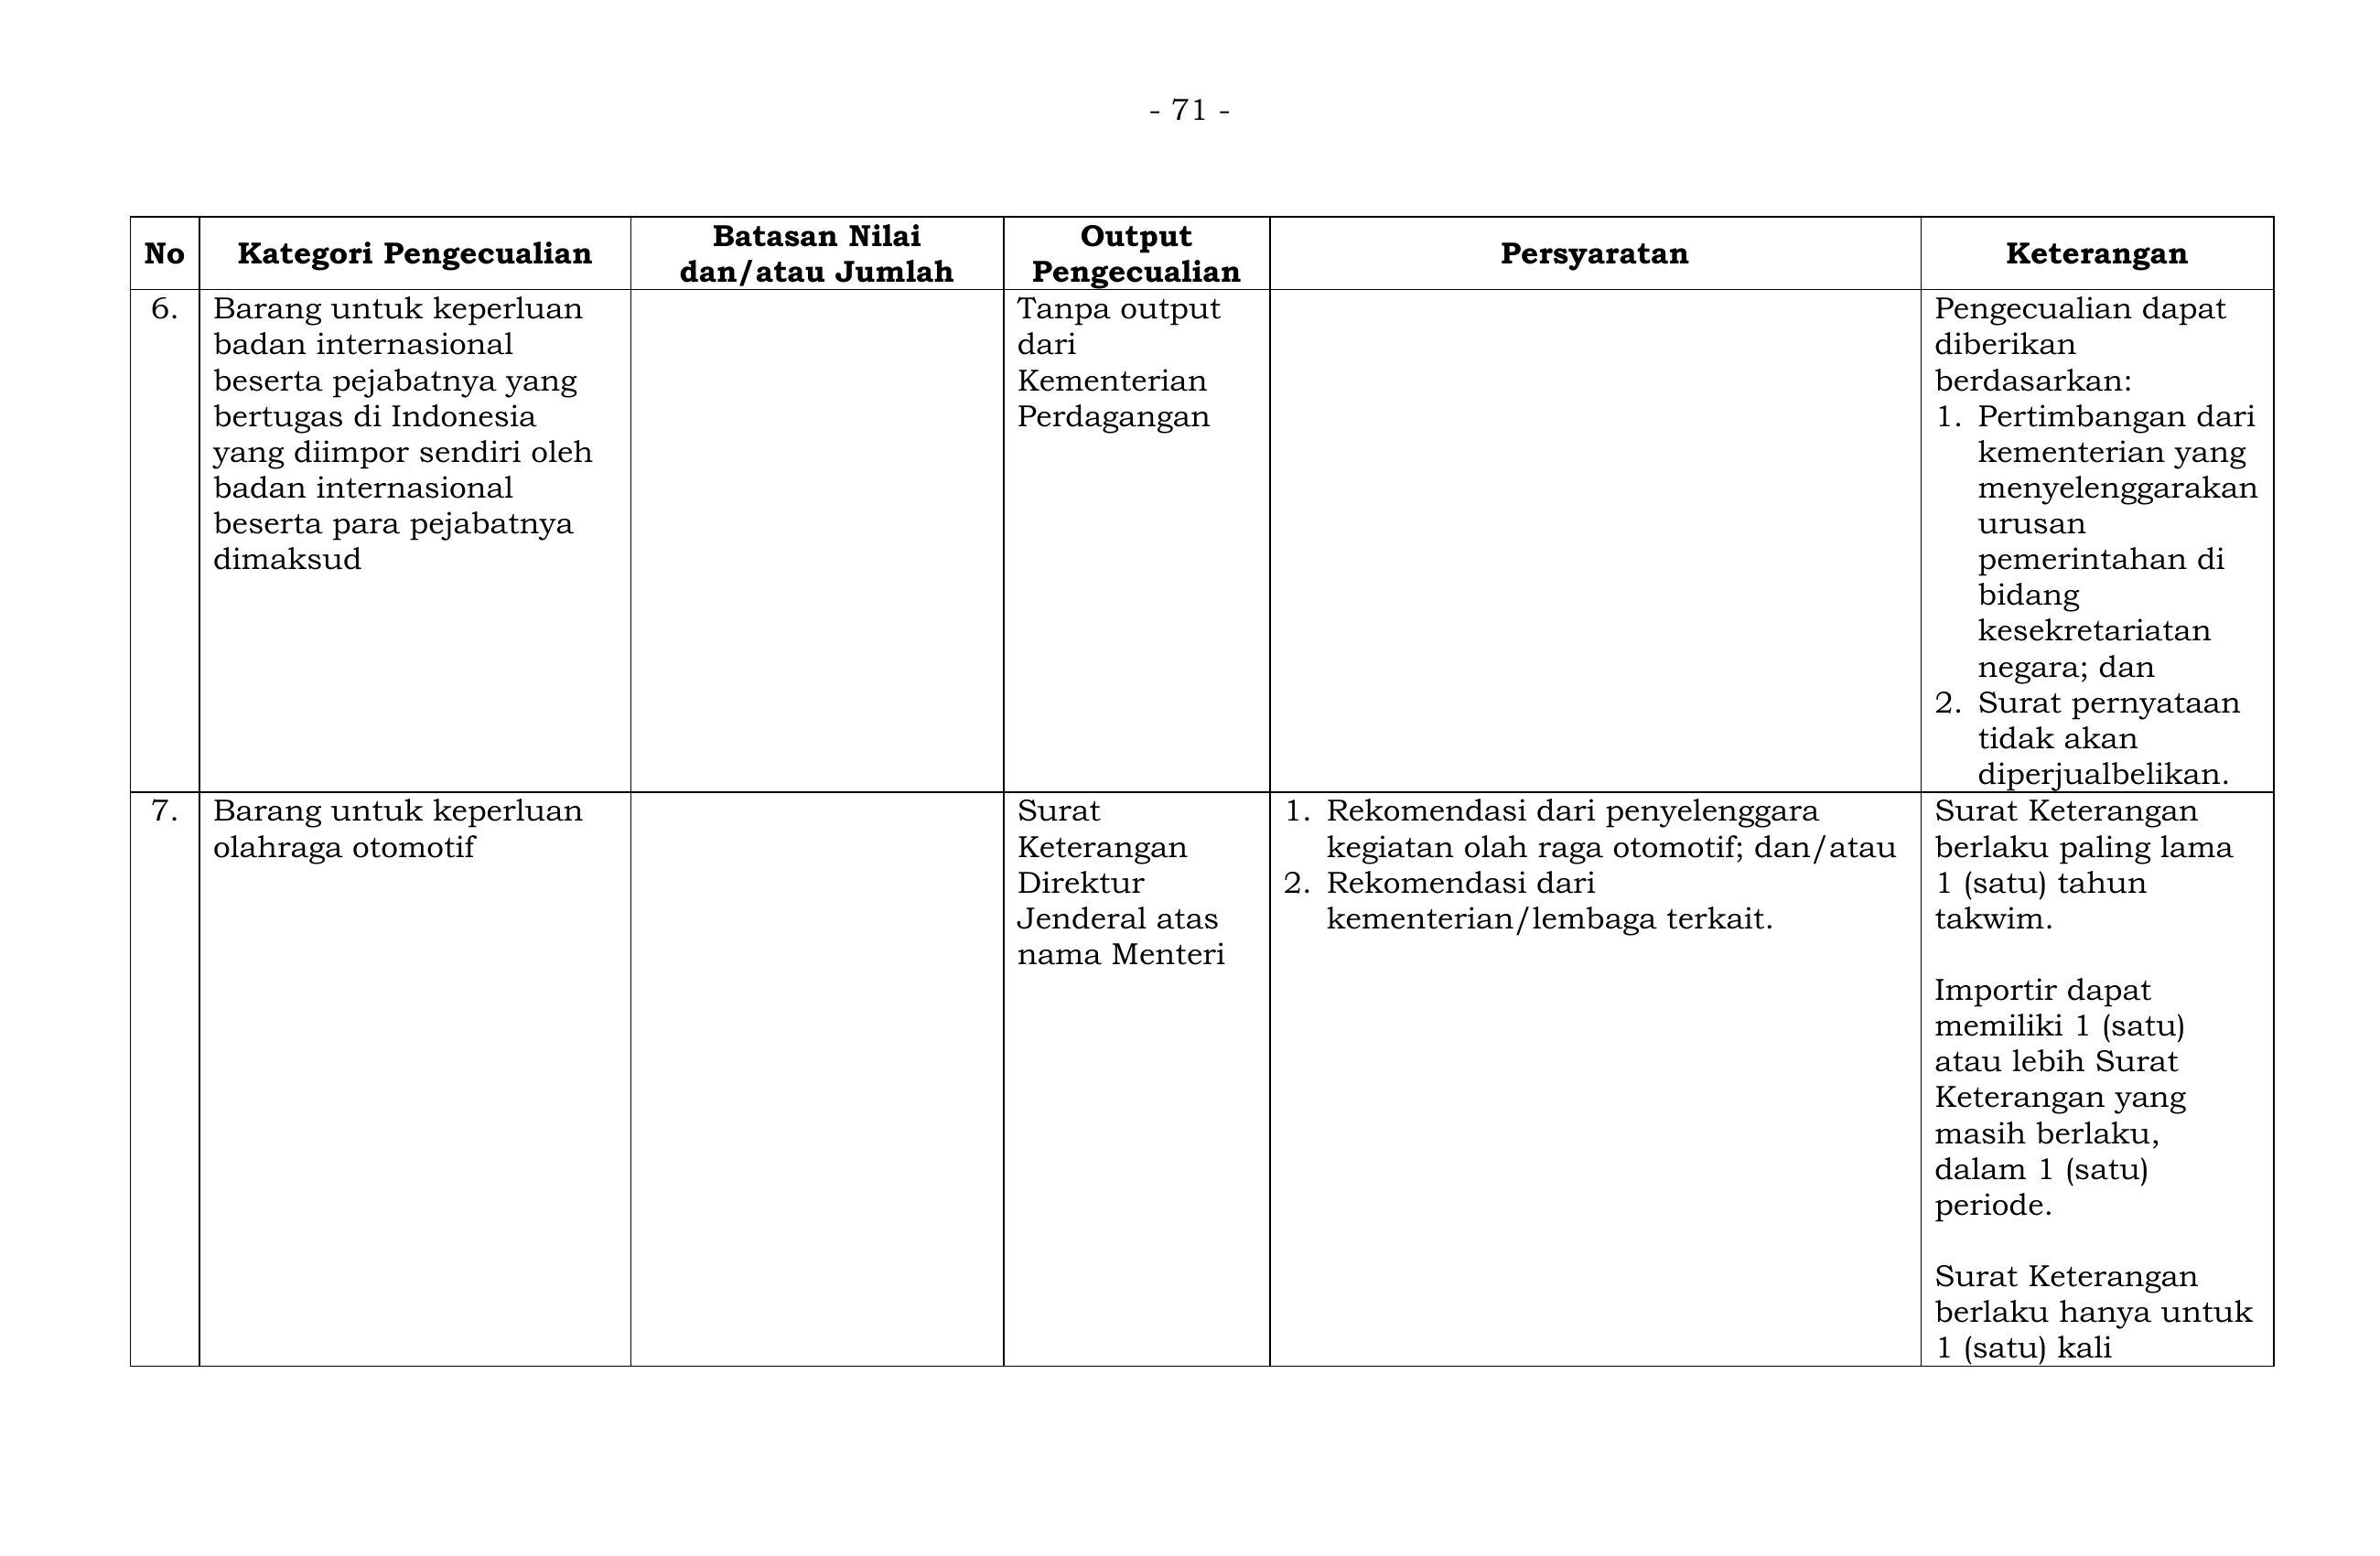 - 71 -
No
Kategori Pengecualian
Batasan Nilai
dan/atau Jumlah
Output
Pengecualian
Persyaratan
Keterangan
6.
Barang untuk keperluan
badan internasional
beserta pejabatnya yang
bertugas di Indonesia
yang diimpor sendiri oleh
badan internasional
beserta para pejabatnya
dimaksud
Tanpa output
dari
Kementerian
Perdagangan
Pengecualian dapat
diberikan
berdasarkan:
1. Pertimbangan dari
kementerian yang
menyelenggarakan
urusan
pemerintahan di
bidang
kesekretariatan
negara; dan
2. Surat pernyataan
tidak akan
diperjualbelikan.
7.
Barang untuk keperluan
olahraga otomotif
Surat
Keterangan
Direktur
Jenderal atas
nama Menteri
1. Rekomendasi dari penyelenggara
kegiatan olah raga otomotif; dan/atau
2. Rekomendasi dari
kementerian/lembaga terkait.
Surat Keterangan
berlaku paling lama
1 (satu) tahun
takwim.
Importir dapat
memiliki 1 (satu)
atau lebih Surat
Keterangan yang
masih berlaku,
dalam 1 (satu)
periode.
Surat Keterangan
berlaku hanya untuk
1 (satu) kali